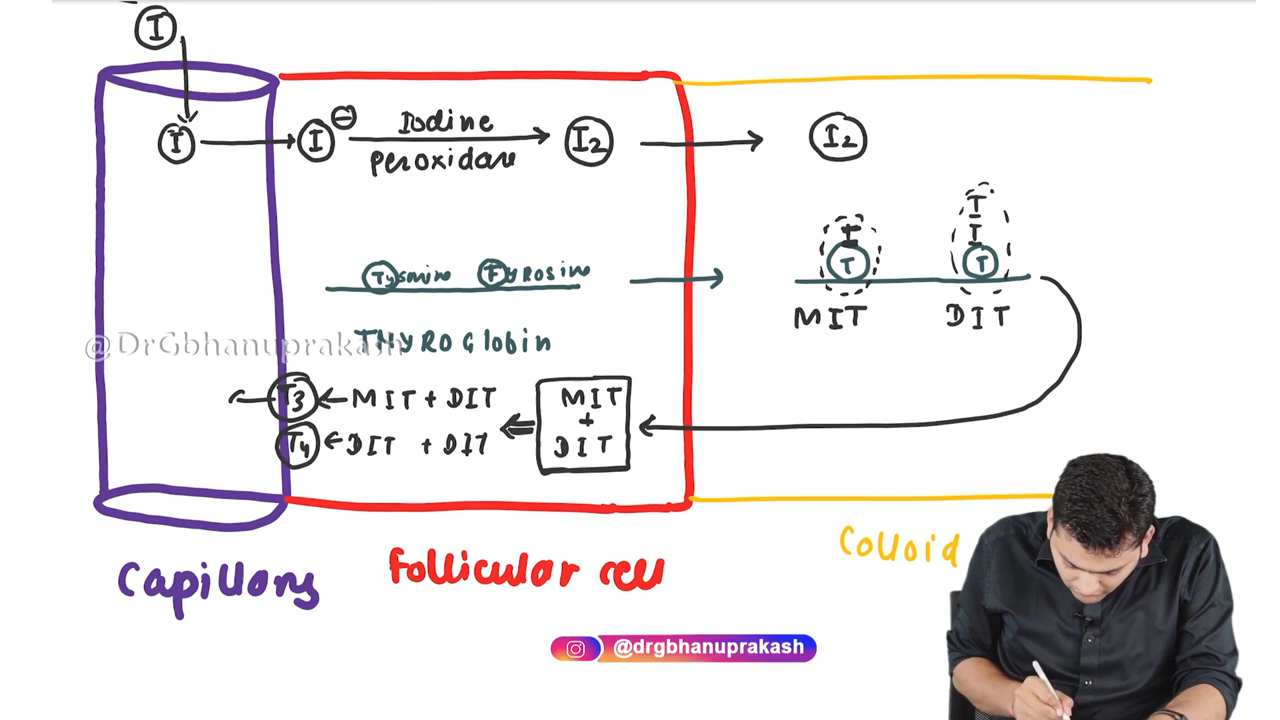 I
I I ⊖ Iodine peroxidase I2 I2
I
I
I
T T
Tyrosine Tyrosine
MIT DIT
THYROGlobin
@DrGbhanuprakash
T3 ← MIT + DIT
T4 ← DIT + DIT
MIT
+
DIT
Colloid
Capillary
Follicular cell
@drgbhanuprakash